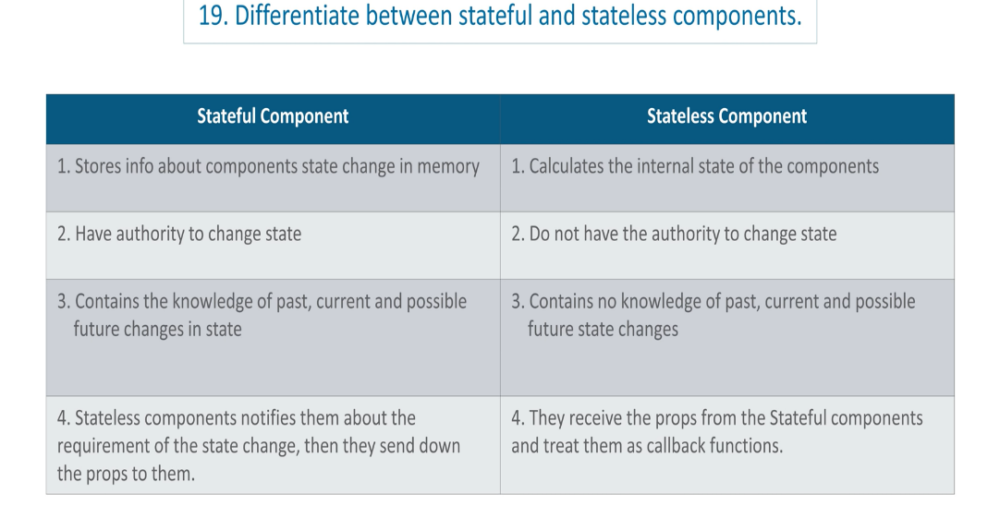 19. Differentiate between stateful and stateless components.
Stateful Component
Stateless Component
1. Stores info about components state change in memory
1. Calculates the internal state of the components
2. Have authority to change state
2. Do not have the authority to change state
3. Contains the knowledge of past, current and possible
future changes in state
3. Contains no knowledge of past, current and possible
future state changes
4. Stateless components notifies them about the
requirement of the state change, then they send down
the props to them.
4. They receive the props from the Stateful components
and treat them as callback functions.